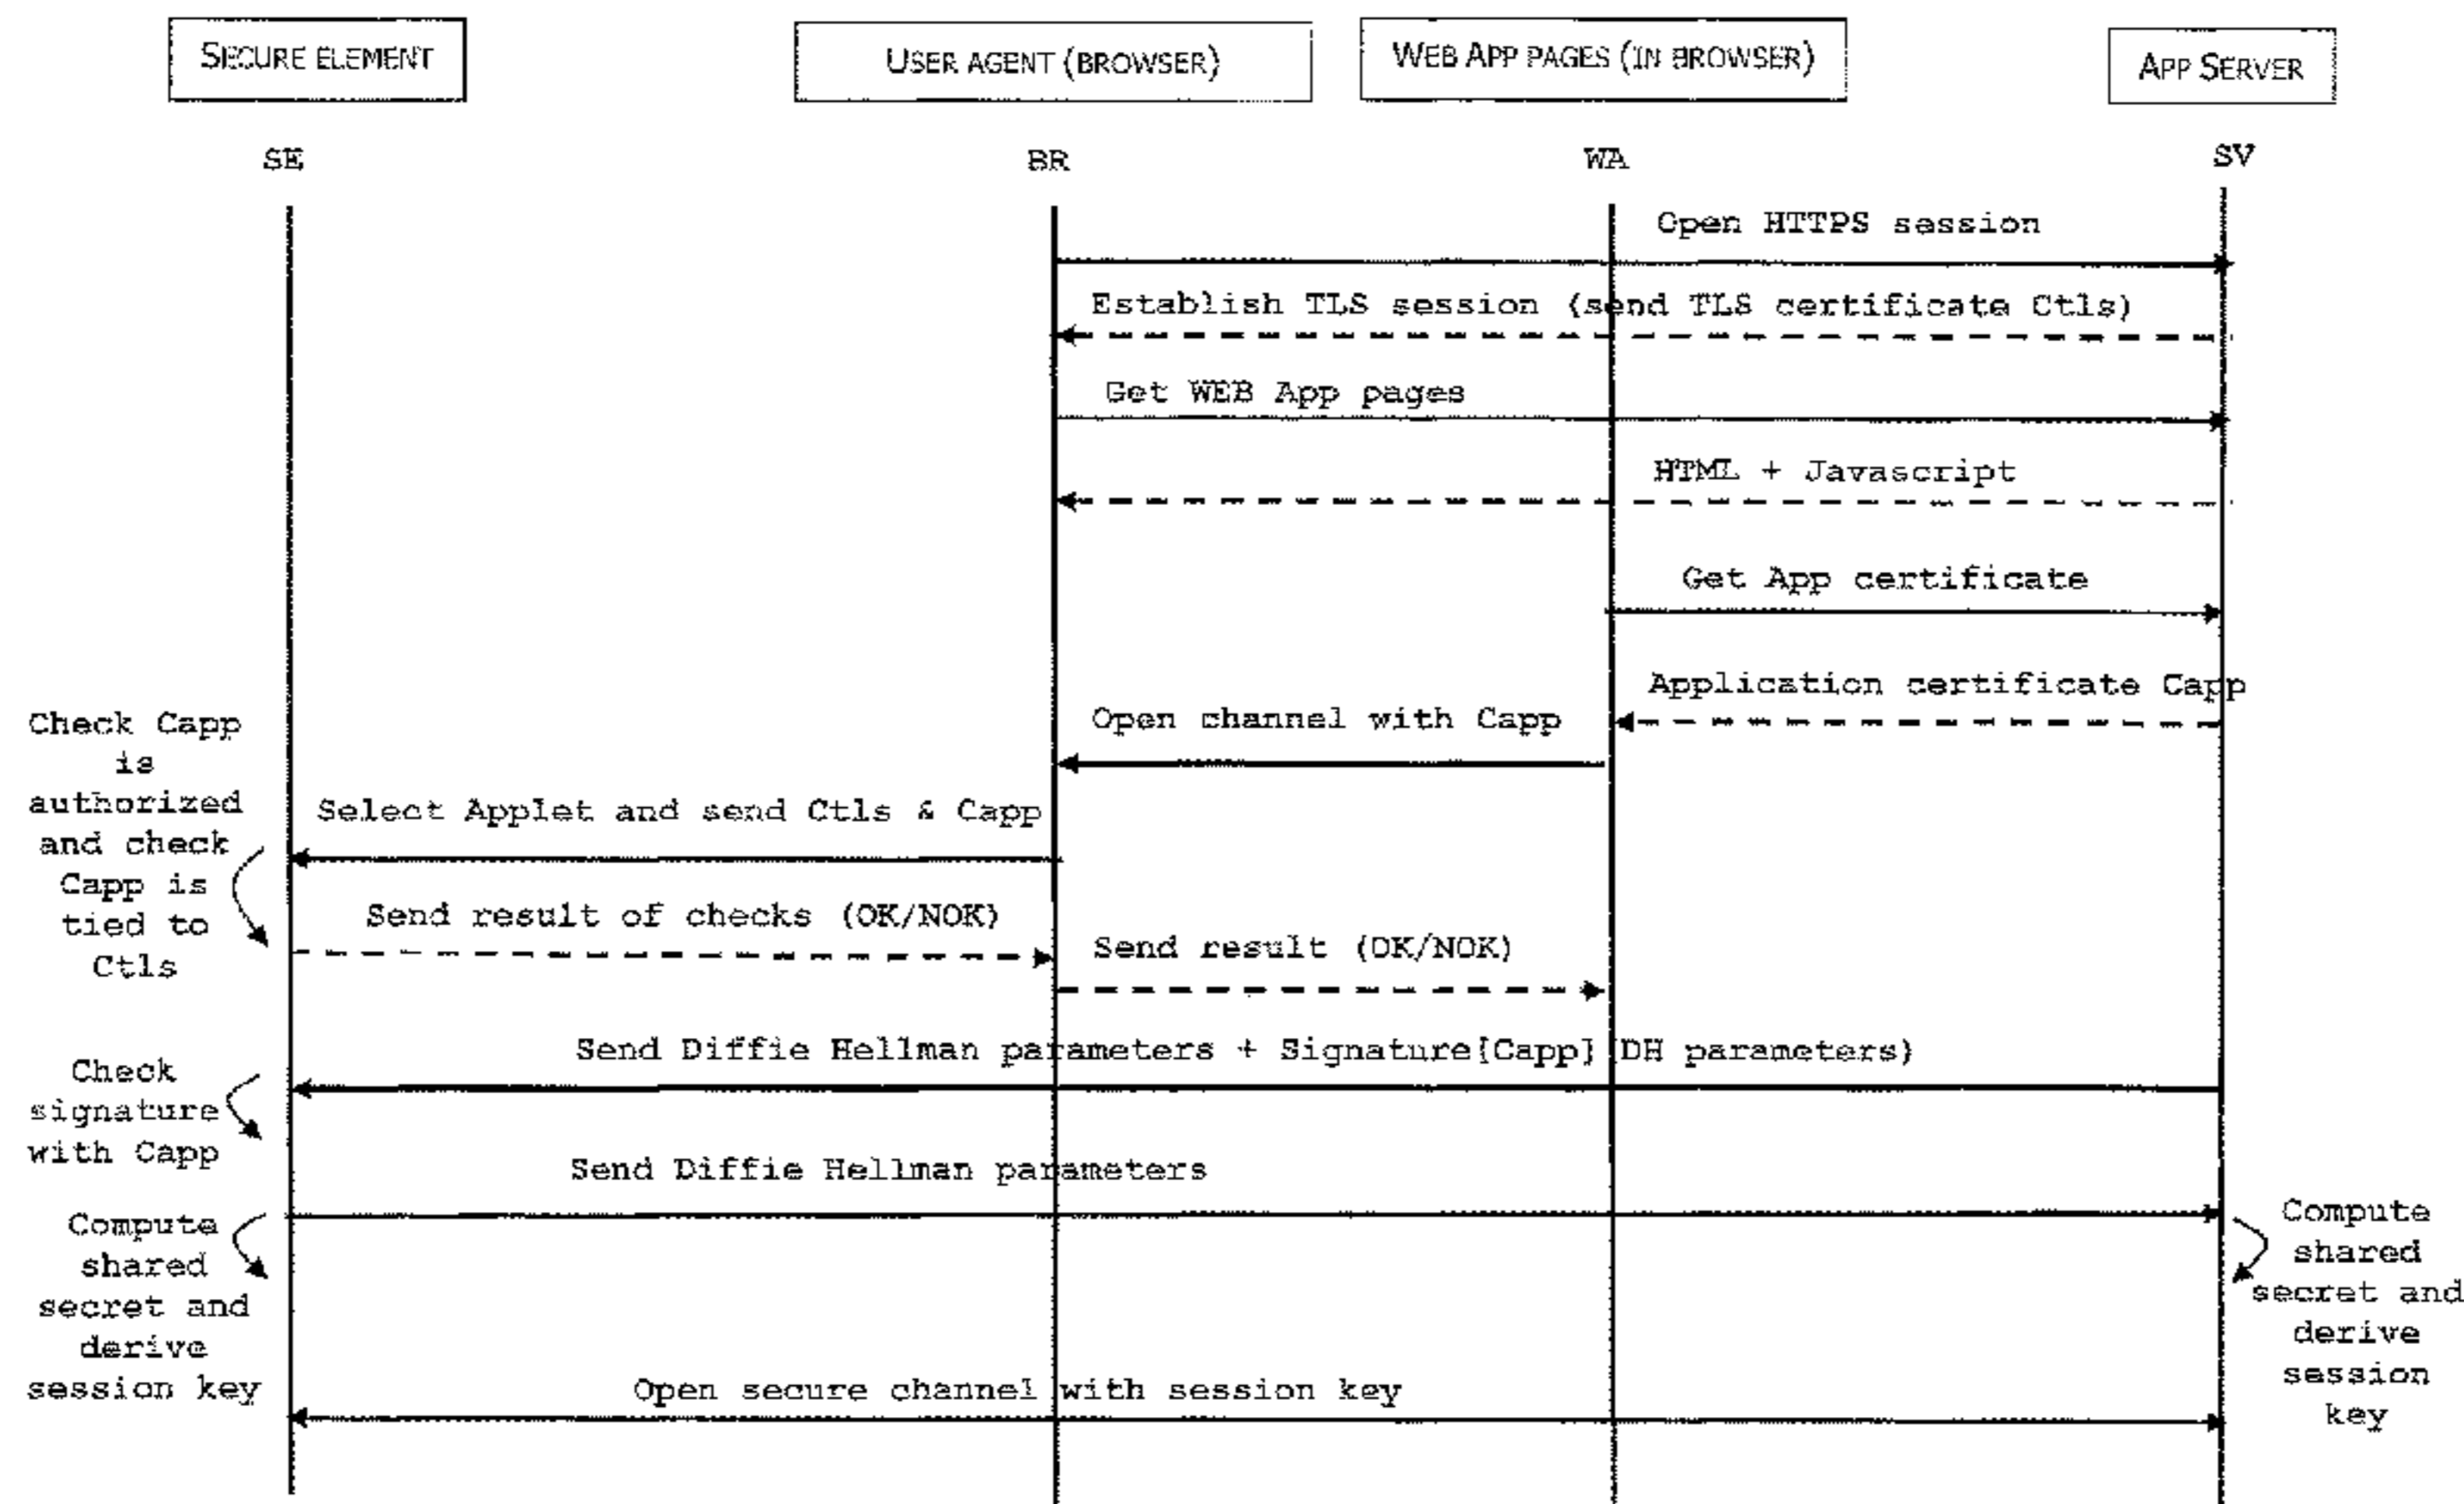 SECURE ELEMENT
USER AGENT (BROWSER)
WEB APP PAGES (IN BROWSER)
APP SERVER
SE
BR
WA
SV
Open HTTPS session
Establish TLS session (send TLS certificate Ctls)
Get WEB App pages
HTML + Javascript
Get App certificate
Application certificate Capp
Open channel with Capp
Check Capp
is
authorized
and check
Capp is
tied to
Ctls
Select Applet and send Ctls & Capp
Send result of checks (OK/NOK)
Send result (OK/NOK)
Send Diffie Hellman parameters + Signature[Capp] (DH parameters)
Check
signature
with Capp
Send Diffie Hellman parameters
Compute
shared
secret and
derive
session key
Compute
shared
secret and
derive
session
key
Open secure channel with session key